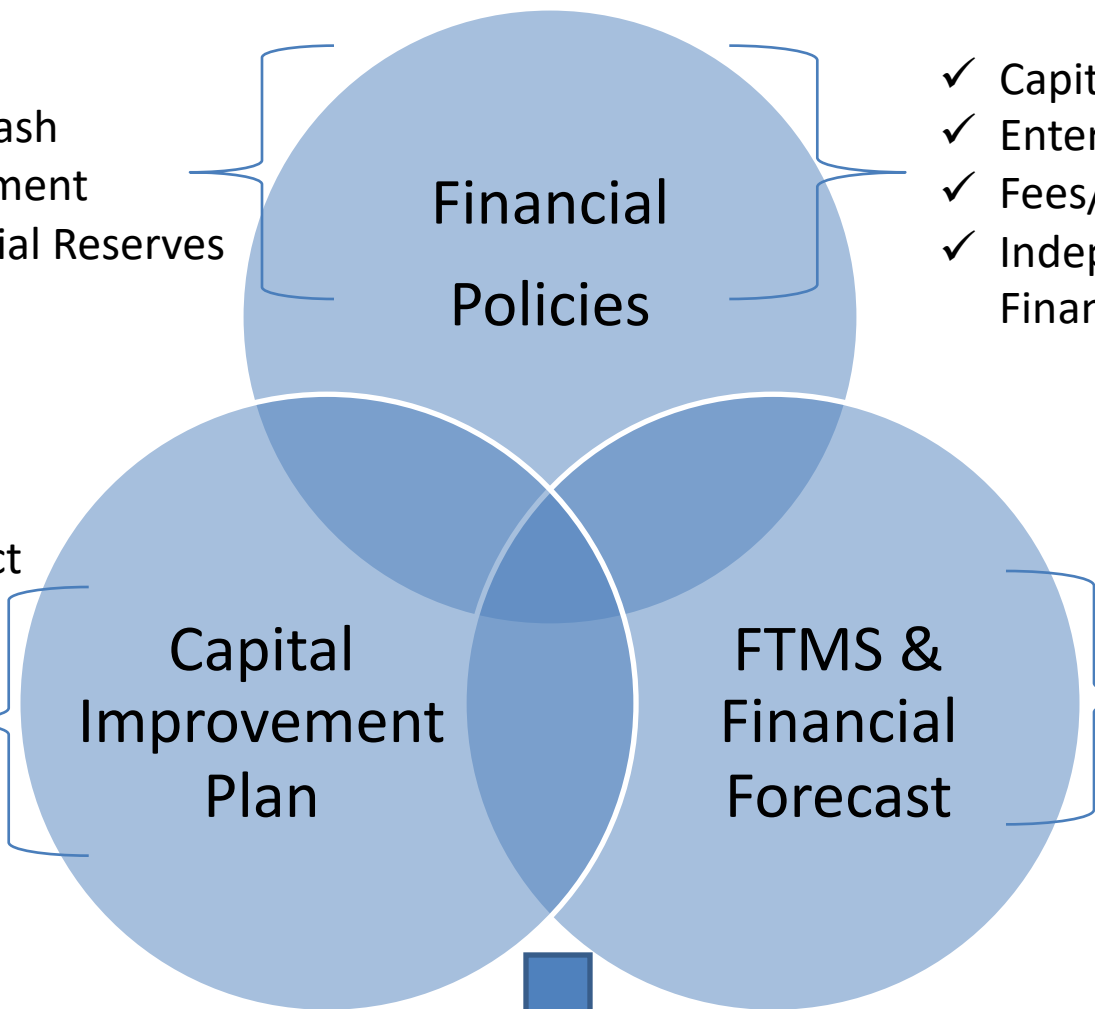 ash
ment
ial Reserves
Financial
Policies
✓ Capit
✓ Enter
✓ Fees/
✓ Indep
Finan
ct
Capital
Improvement
Plan
FTMS &
Financial
Forecast